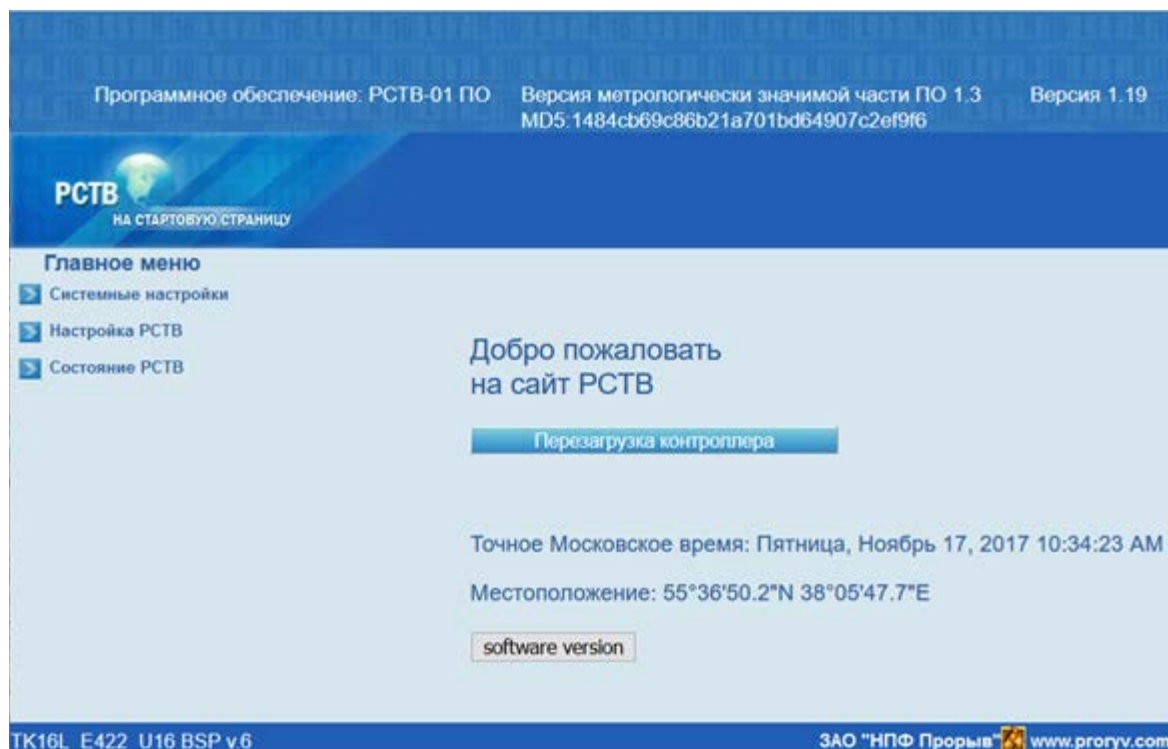 Программное обеспечение: РСТВ-01 ПО Версия метрологически значимой части ПО 1.3 Версия 1.19
MD5:1484cb69c86b21a701bd64907c2ef9f6
РСТВ
НА СТАРТОВУЮ СТРАНИЦУ
Главное меню
Системные настройки
Настройка РСТВ
Состояние РСТВ
Добро пожаловать
на сайт РСТВ
Перезагрузка контроллера
Точное Московское время: Пятница, Ноябрь 17, 2017 10:34:23 AM
Местоположение: 55°36'50.2"N 38°05'47.7"E
software version
TK16L_E422_U16 BSP v.6 ЗАО "НПФ Прорыв" www.proryv.com